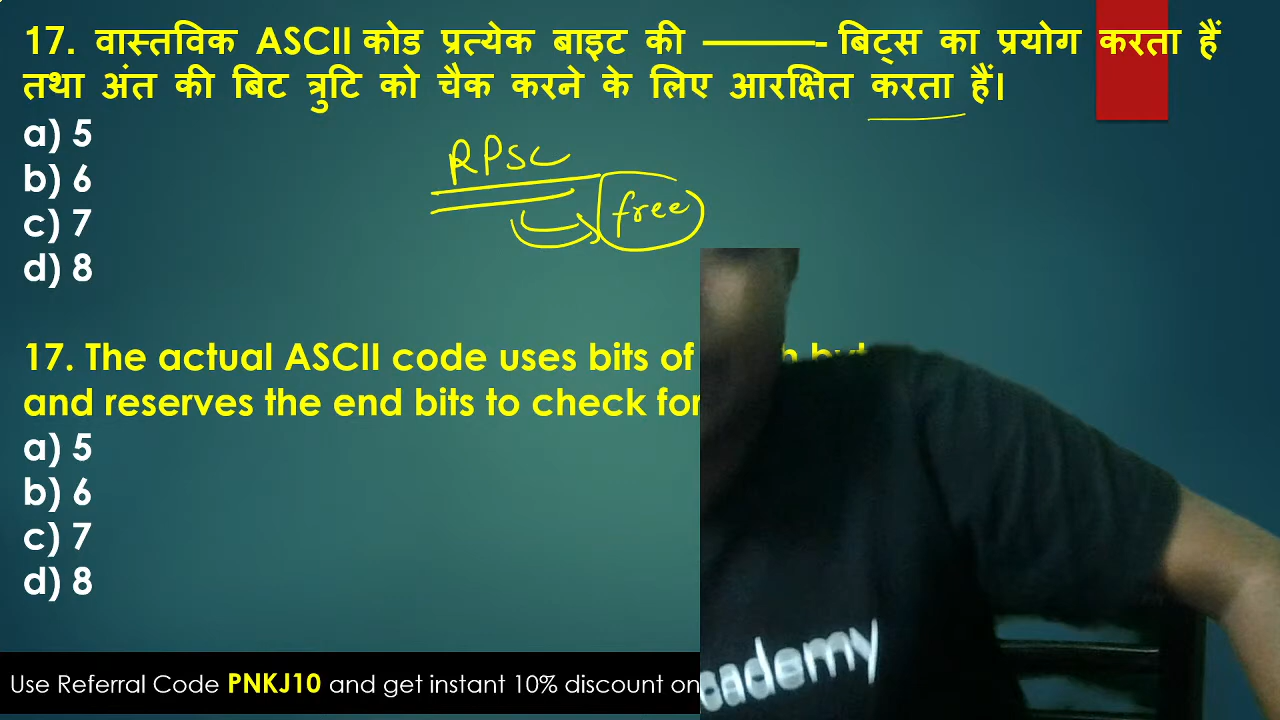 17. वास्तविक ASCII कोड प्रत्येक बाइट की ———- बिट्स का प्रयोग करता हैं
तथा अंत की बिट त्रुटि को चैक करने के लिए आरक्षित करता हैं।
a) 5
b) 6
c) 7
d) 8
RPSC
free
17. The actual ASCII code uses bits of
and reserves the end bits to check for
a) 5
b) 6
c) 7
d) 8
Use Referral Code PNKJ10 and get instant 10% discount on
cademy